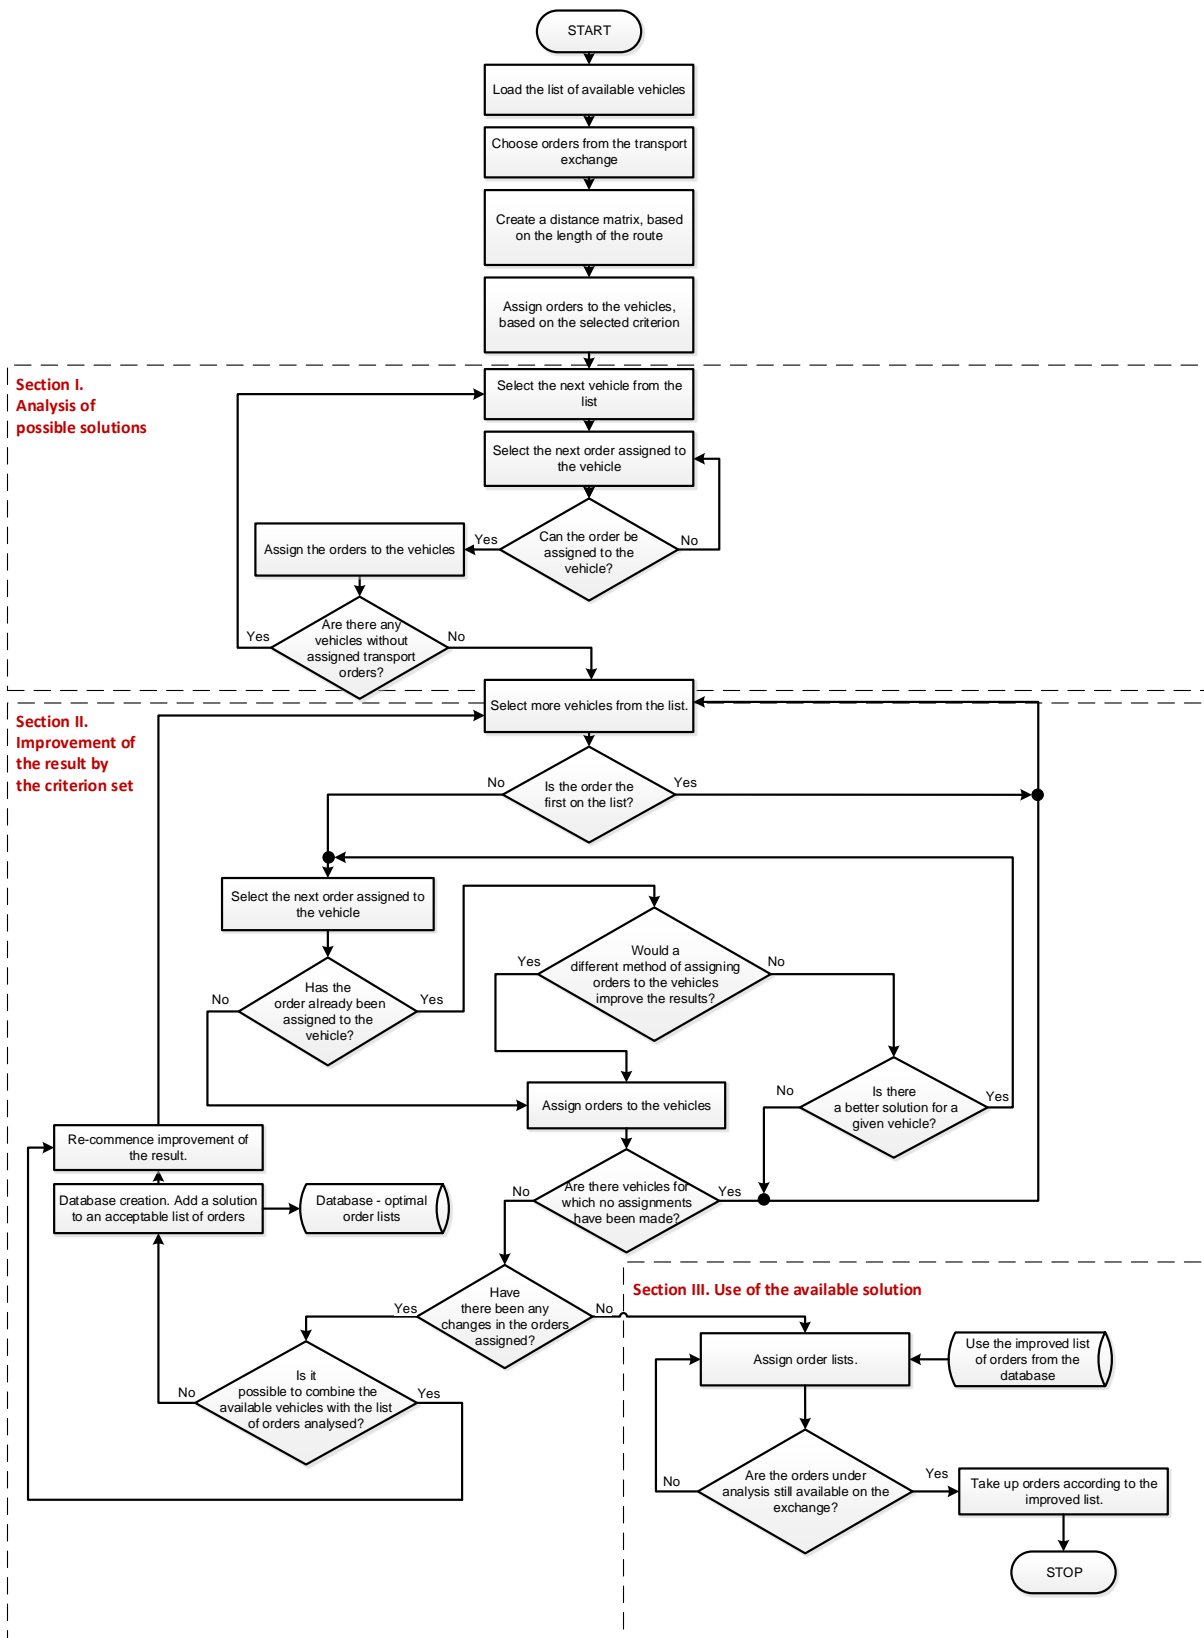 START
Load the list of available vehicles
Choose orders from the transport
exchange
Create a distance matrix, based
on the length of the route
Assign orders to the vehicles,
based on the selected criterion
Section I.
Analysis of
possible solutions
Select the next vehicle from the
list
Select the next order assigned to
the vehicle
Can the order be
assigned to the
vehicle?
Yes
No
Assign the orders to the vehicles
Are there any
vehicles without
assigned transport
orders?
Yes
No
Select more vehicles from the list.
Section II.
Improvement of
the result by
the criterion set
Is the order the
first on the list?
No
Yes
Select the next order assigned to
the vehicle
Has the
order already been
assigned to the
vehicle?
No
Yes
Would a
different method of assigning
orders to the vehicles
improve the results?
Yes
No
Is there
a better solution for a
given vehicle?
No
Yes
Assign orders to the vehicles
Re-commence improvement of
the result.
Database creation. Add a solution
to an acceptable list of orders
Database - optimal
order lists
Are there vehicles for
which no assignments
have been made?
No
Yes
Have
there been any
changes in the orders
assigned?
Yes
No
Is it
possible to combine the
available vehicles with the list
of orders analysed?
No
Yes
Section III. Use of the available solution
Assign order lists.
Use the improved list
of orders from the
database
Are the orders under
analysis still available on the
exchange?
No
Yes
Take up orders according to the
improved list.
STOP